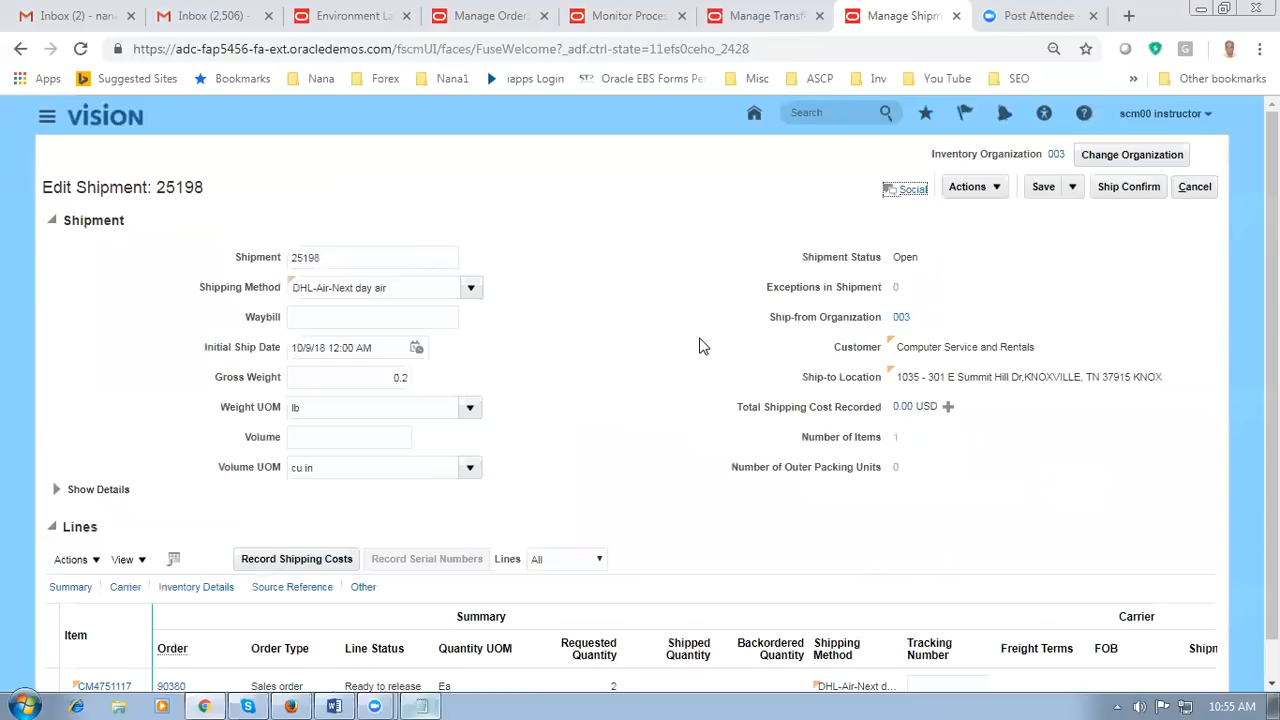 Inbox (2) - nan
Inbox (2,506) -
Environment La
Manage Order
Monitor Proces
Manage Transf
Manage Shipm
Post Attendee
https://adc-fap5456-fa-ext.oracledemos.com/fscmUI/faces/FuseWelcome?_adf.ctrl-state=11efs0ceho_2428
Apps Suggested Sites Bookmarks Nana Forex Nana1 iapps Login Oracle EBS Forms Pe Misc ASCP Inv You Tube SEO » Other bookmarks
VISION Search scm00 instructor
Inventory Organization 003 Change Organization
Edit Shipment: 25198 Social Actions Save Ship Confirm Cancel
Shipment
Shipment 25198 Shipment Status Open
Shipping Method DHL-Air-Next day air Exceptions in Shipment 0
Waybill Ship-from Organization 003
Initial Ship Date 10/9/18 12:00 AM Customer Computer Service and Rentals
Gross Weight 0.2 Ship-to Location 1035 - 301 E Summit Hill Dr,KNOXVILLE, TN 37915 KNOX
Weight UOM lb Total Shipping Cost Recorded 0.00 USD
Volume Number of Items 1
Volume UOM cu in Number of Outer Packing Units 0
Show Details
Lines
Actions View Record Shipping Costs Record Serial Numbers Lines All
Summary Carrier Inventory Details Source Reference Other
Summary Carrier
Item Order Order Type Line Status Quantity UOM Requested Quantity Shipped Quantity Backordered Quantity Shipping Method Tracking Number Freight Terms FOB Shipn
CM4751117 90380 Sales order Ready to release Ea 2 DHL-Air-Next d...
10:55 AM